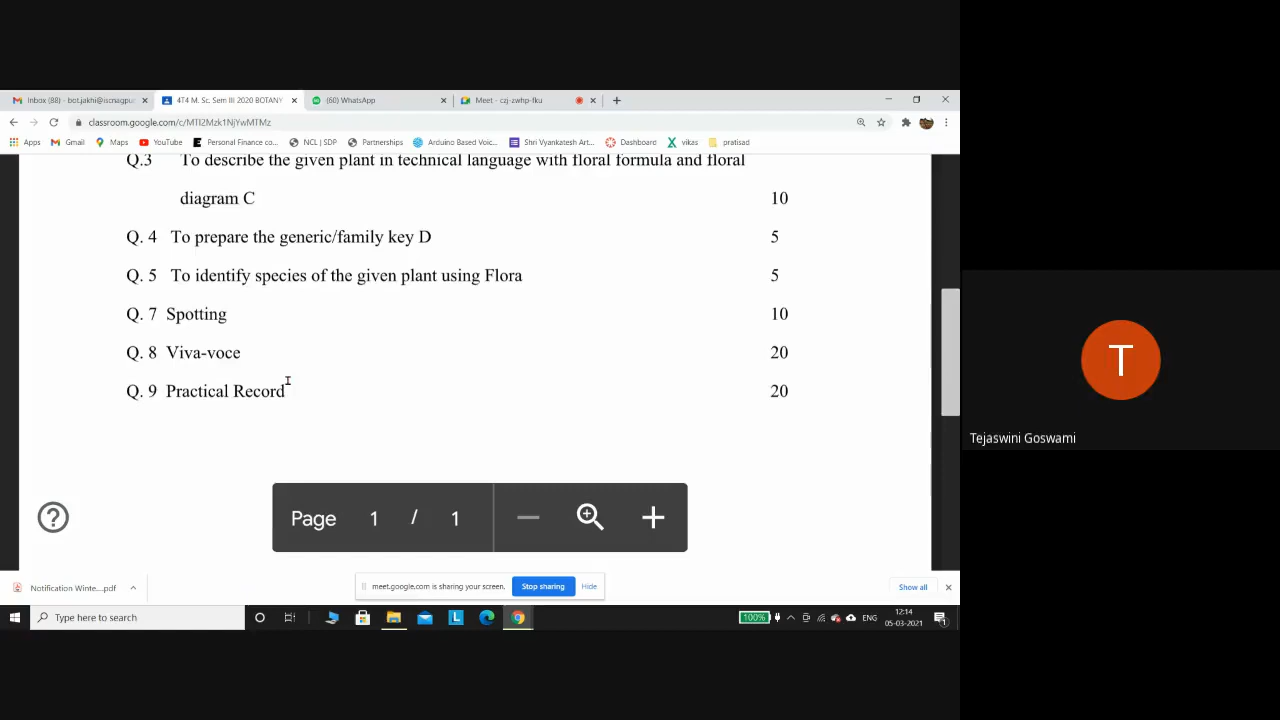 Inbox (88) - bot.jakhi@iscnagpu
4T4 M. Sc. Sem III 2020 BOTANY
(60) WhatsApp
Meet - czj-zwhp-fku
classroom.google.com/c/MTI2Mzk1NjYwMTMz
Apps
Gmail
Maps
YouTube
Personal Finance co...
NCL | SDP
Partnerships
Arduino Based Voic...
Shri Vyankatesh Art...
Dashboard
vikas
pratisad
Q.3 To describe the given plant in technical language with floral formula and floral
diagram C 10
Q. 4 To prepare the generic/family key D 5
Q. 5 To identify species of the given plant using Flora 5
Q. 7 Spotting 10
Q. 8 Viva-voce 20
Q. 9 Practical Record 20
Page 1 / 1
T
Tejaswini Goswami
Notification Winte....pdf
meet.google.com is sharing your screen.
Stop sharing
Hide
Show all
Type here to search
L
100%
ENG
12:14
05-03-2021
1